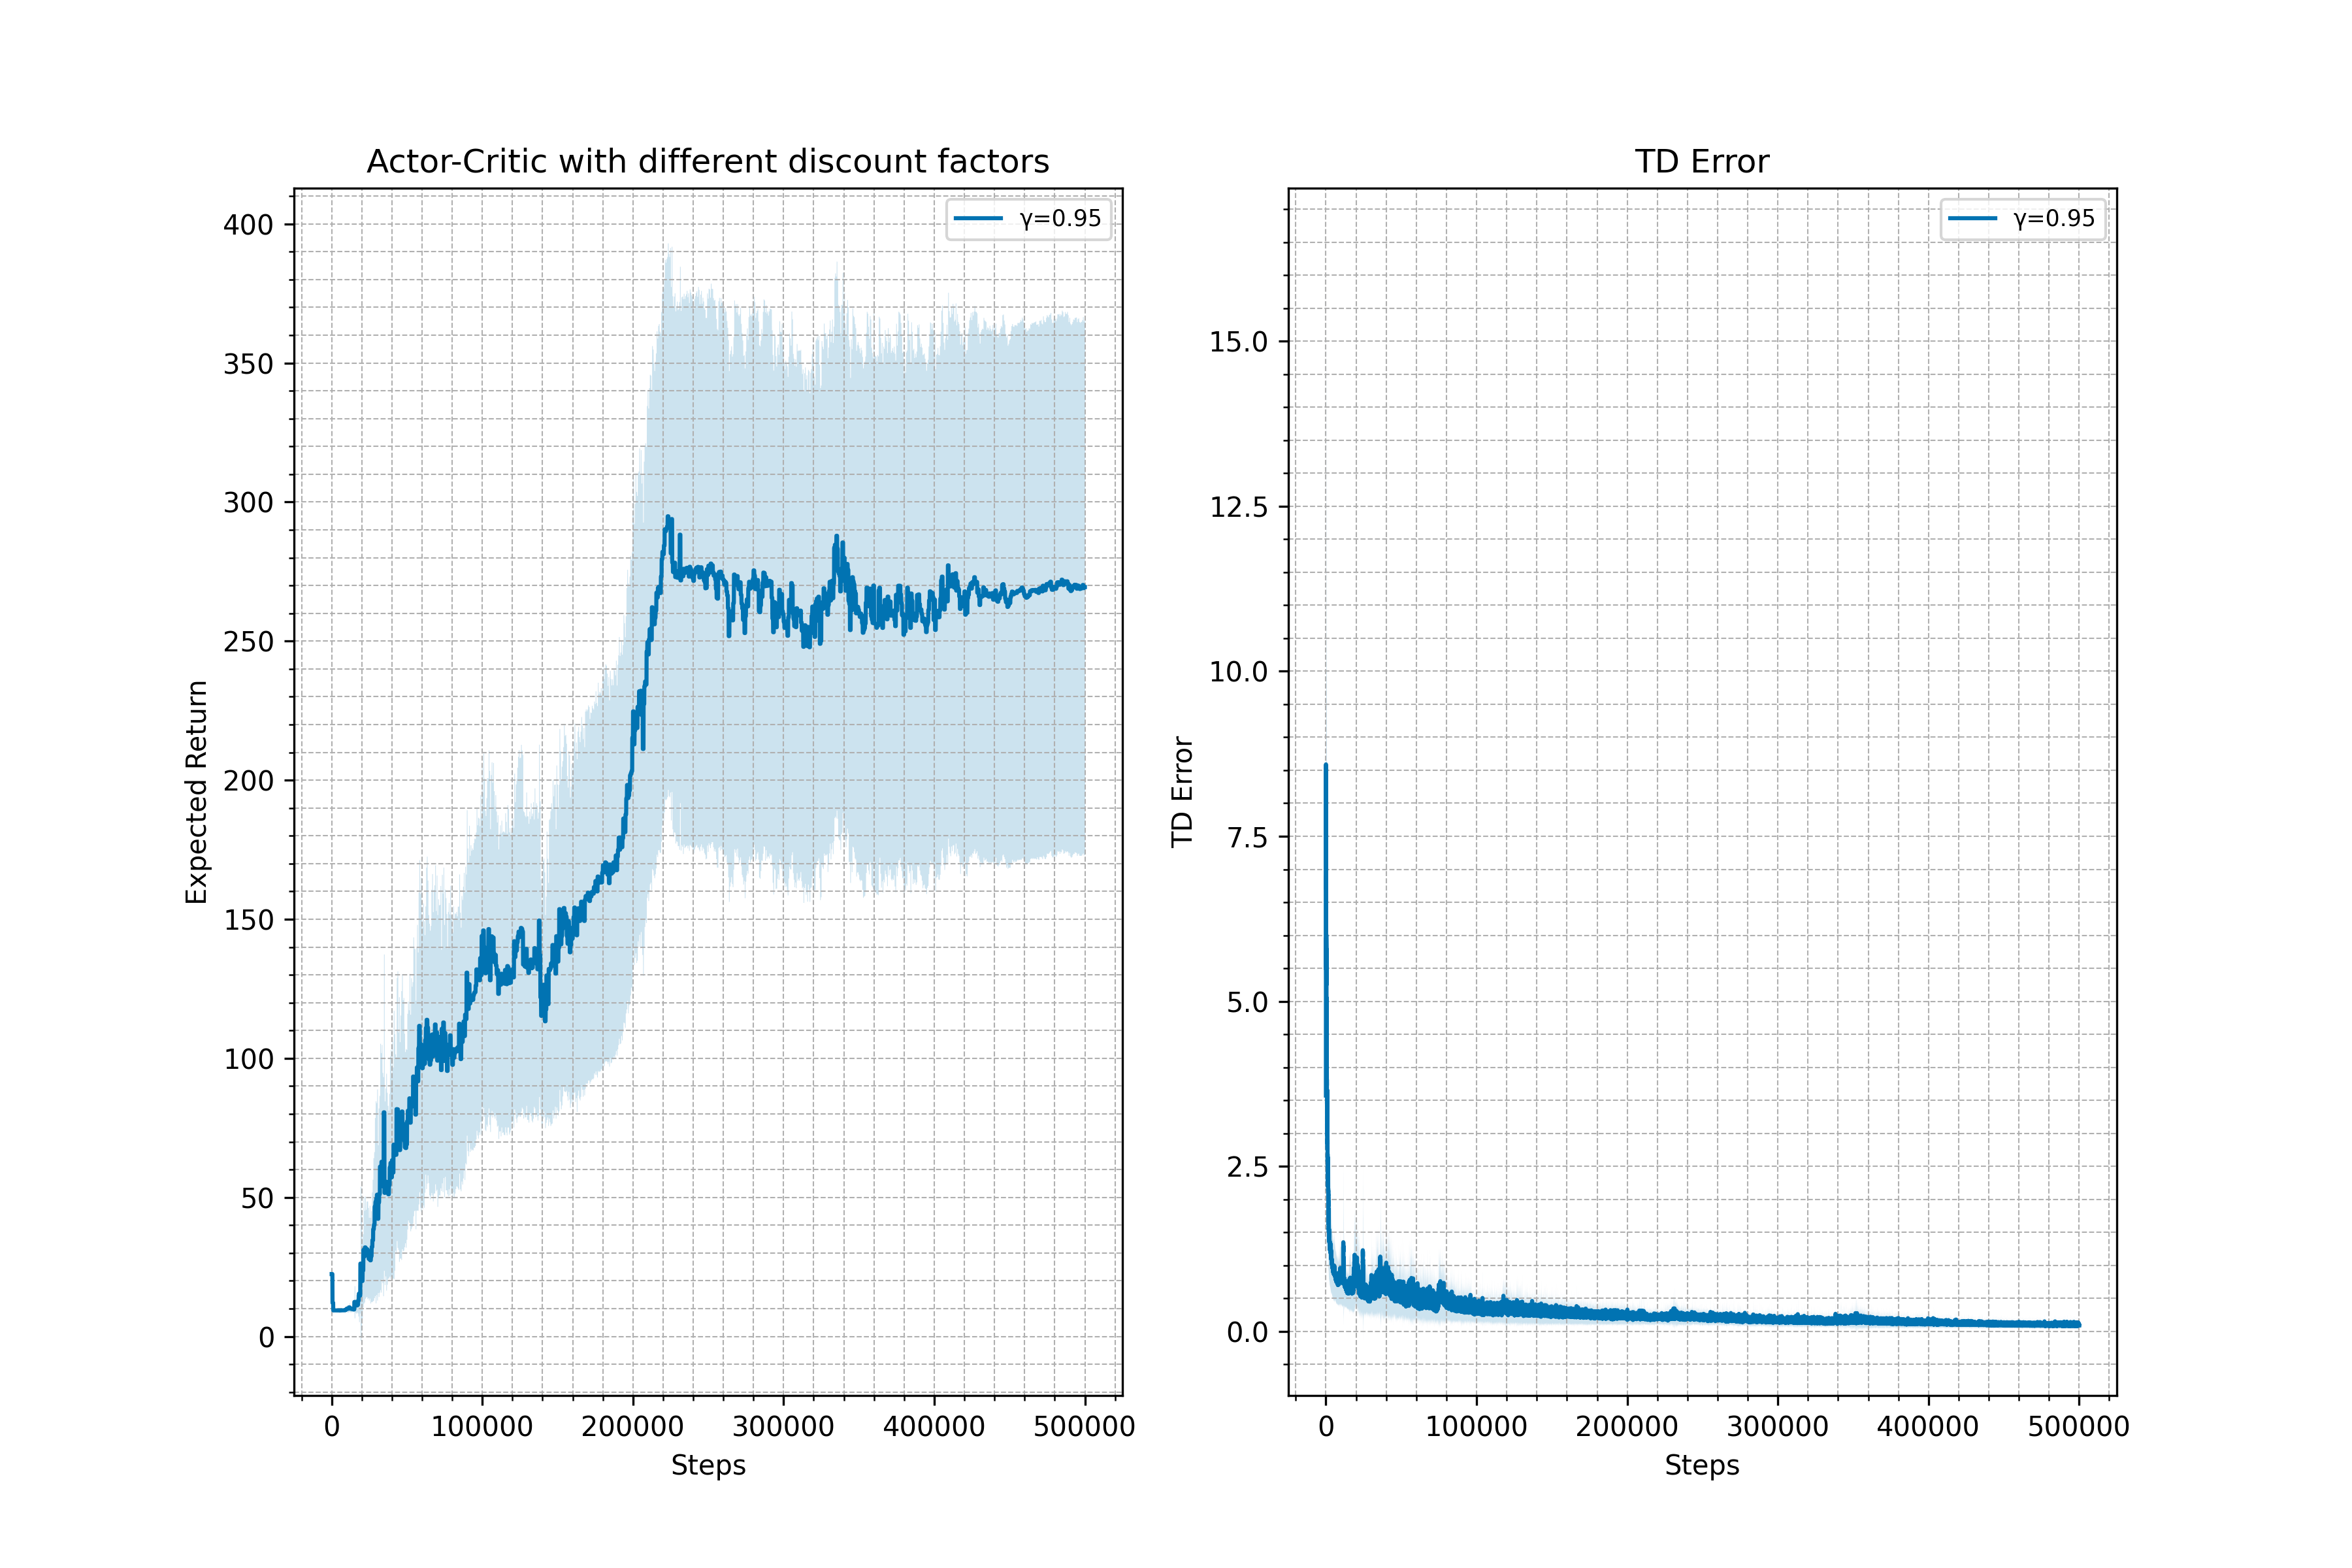 Actor-Critic with different discount factors
γ=0.95
400
350
300
250
200
150
100
50
0
Expected Return
0 100000 200000 300000 400000 500000
Steps
TD Error
γ=0.95
15.0
12.5
10.0
7.5
5.0
2.5
0.0
TD Error
0 100000 200000 300000 400000 500000
Steps